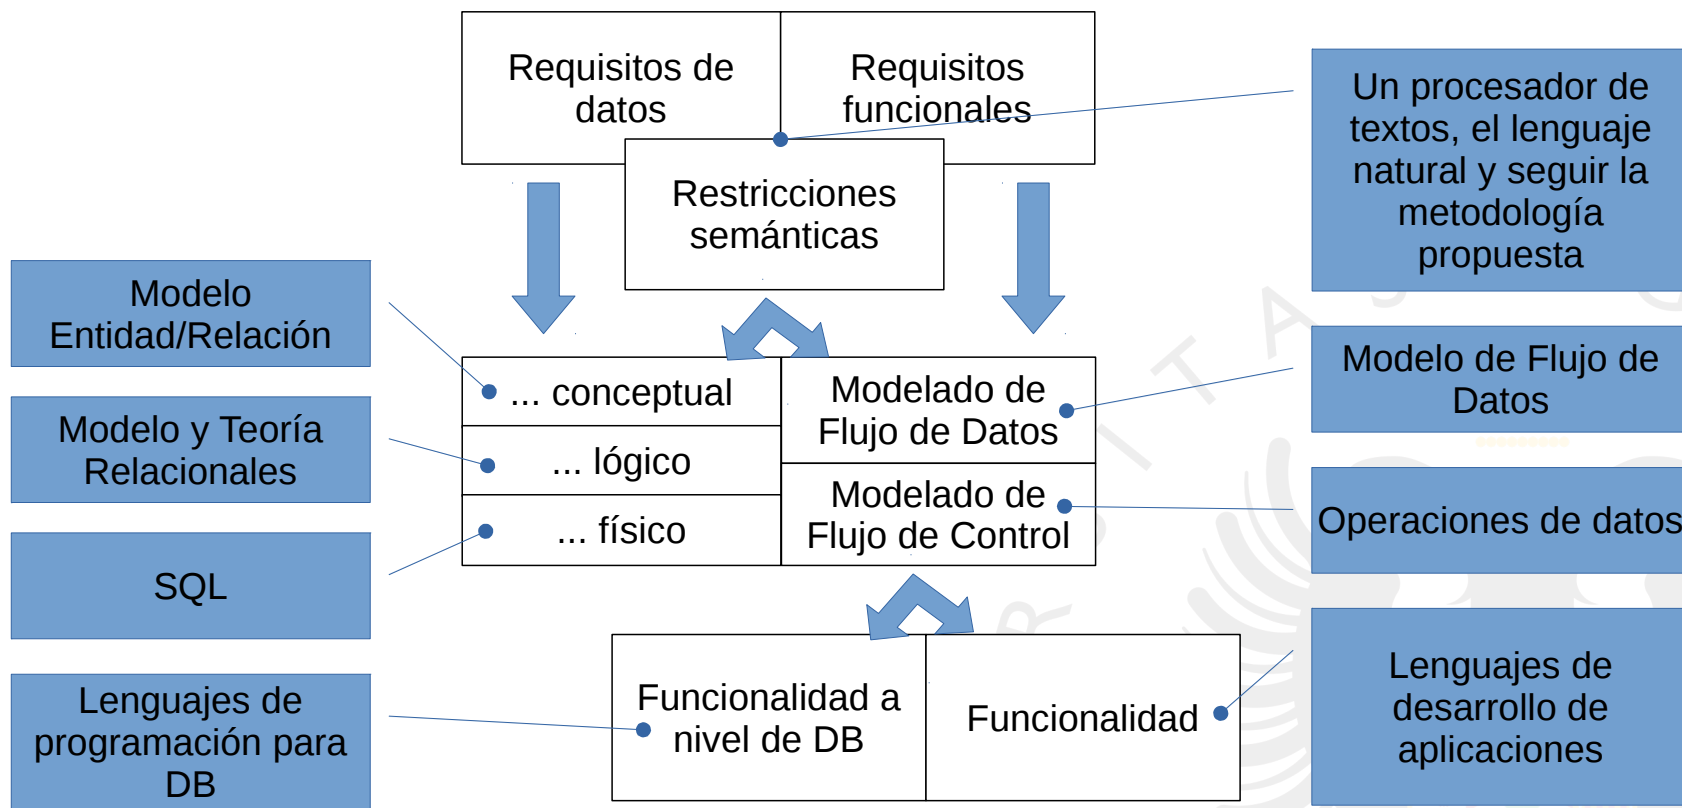 Requisitos de
datos
Requisitos
funcionales
Restricciones
semánticas
Un procesador de
textos, el lenguaje
natural y seguir la
metodología
propuesta
Modelo
Entidad/Relación
Modelo y Teoría
Relacionales
SQL
Lenguajes de
programación para
DB
... conceptual
... lógico
... físico
Modelado de
Flujo de Datos
Modelado de
Flujo de Control
Modelo de Flujo de
Datos
Operaciones de datos
Funcionalidad a
nivel de DB
Funcionalidad
Lenguajes de
desarrollo de
aplicaciones